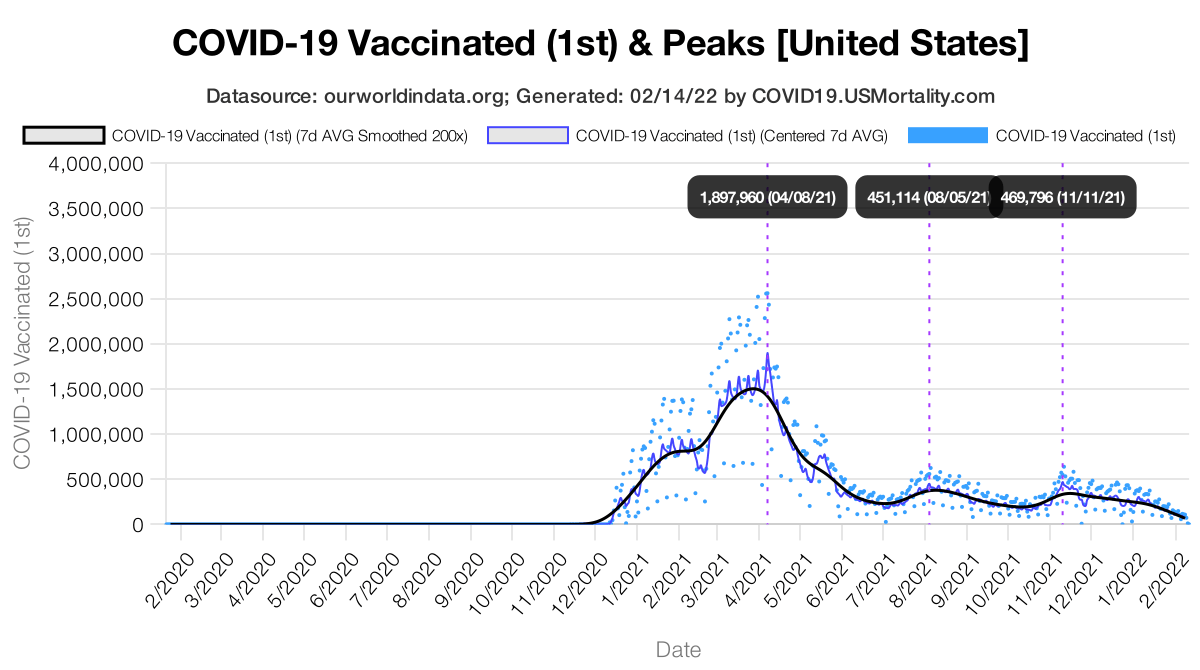 COVID-19 Vaccinated (1st) & Peaks [United States]
Datasource: ourworldindata.org; Generated: 02/14/22 by COVID19.USMortality.com
COVID-19 Vaccinated (1st) (7d AVG Smoothed 200x) COVID-19 Vaccinated (1st) (Centered 7d AVG) COVID-19 Vaccinated (1st)
4,000,000
1,897,960 (04/08/21) 451,114 (08/05/21) 469,796 (11/11/21)
3,500,000
3,000,000
2,500,000
2,000,000
1,500,000
1,000,000
500,000
0
COVID-19 Vaccinated (1st)
2/2020 3/2020 4/2020 5/2020 6/2020 7/2020 8/2020 9/2020 10/2020 11/2020 12/2020 1/2021 2/2021 3/2021 4/2021 5/2021 6/2021 7/2021 8/2021 9/2021 10/2021 11/2021 12/2021 1/2022 2/2022
Date